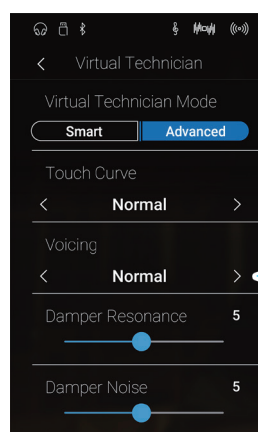 Virtual Technician
Virtual Technician Mode
Smart Advanced
Touch Curve
Normal
Voicing
Normal
Damper Resonance 5
Damper Noise 5